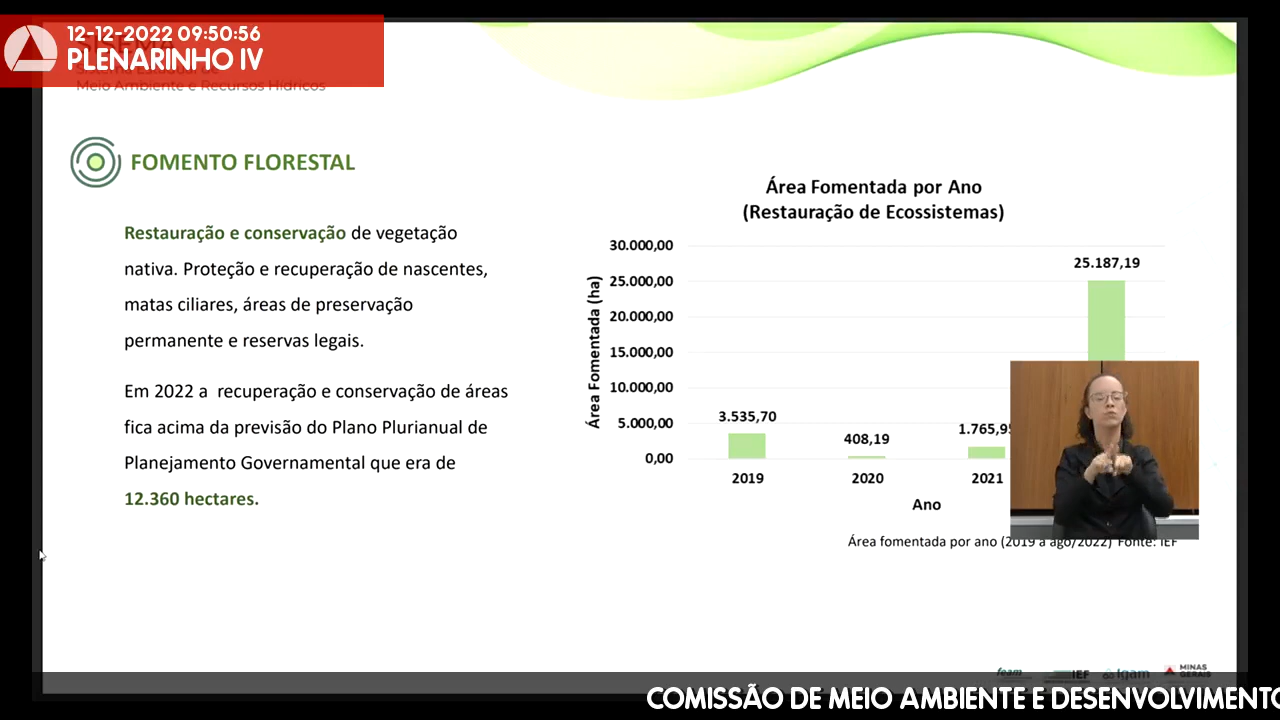 12-12-2022 09:50:56
PLENARINHO IV
Meio Ambiente e Recursos Hídricos
FOMENTO FLORESTAL
Restauração e conservação de vegetação
nativa. Proteção e recuperação de nascentes,
matas ciliares, áreas de preservação
permanente e reservas legais.
Em 2022 a recuperação e conservação de áreas
fica acima da previsão do Plano Plurianual de
Planejamento Governamental que era de
12.360 hectares.
Área Fomentada por Ano
(Restauração de Ecossistemas)
Área Fomentada (ha)
30.000,00
25.000,00
20.000,00
15.000,00
10.000,00
5.000,00
0,00
3.535,70
408,19
1.765,95
25.187,19
2019
2020
2021
Ano
Área fomentada por ano (2019 a ago/2022) Fonte: IEF
feam
IEF
Igam
MINAS
GERAIS
COMISSÃO DE MEIO AMBIENTE E DESENVOLVIMENTO